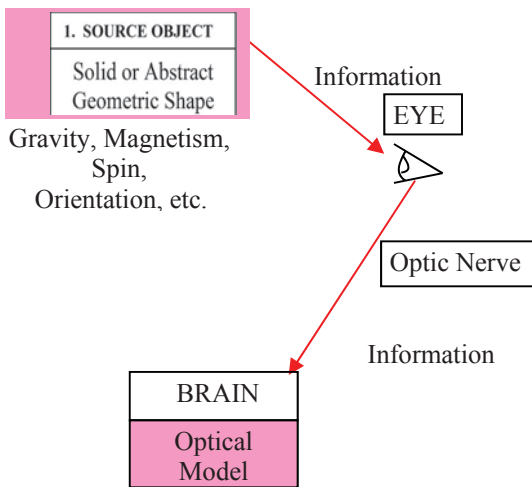 1. SOURCE OBJECT
Solid or Abstract
Geometric Shape
Gravity, Magnetism,
Spin,
Orientation, etc.
Information
EYE
Optic Nerve
Information
BRAIN
Optical
Model